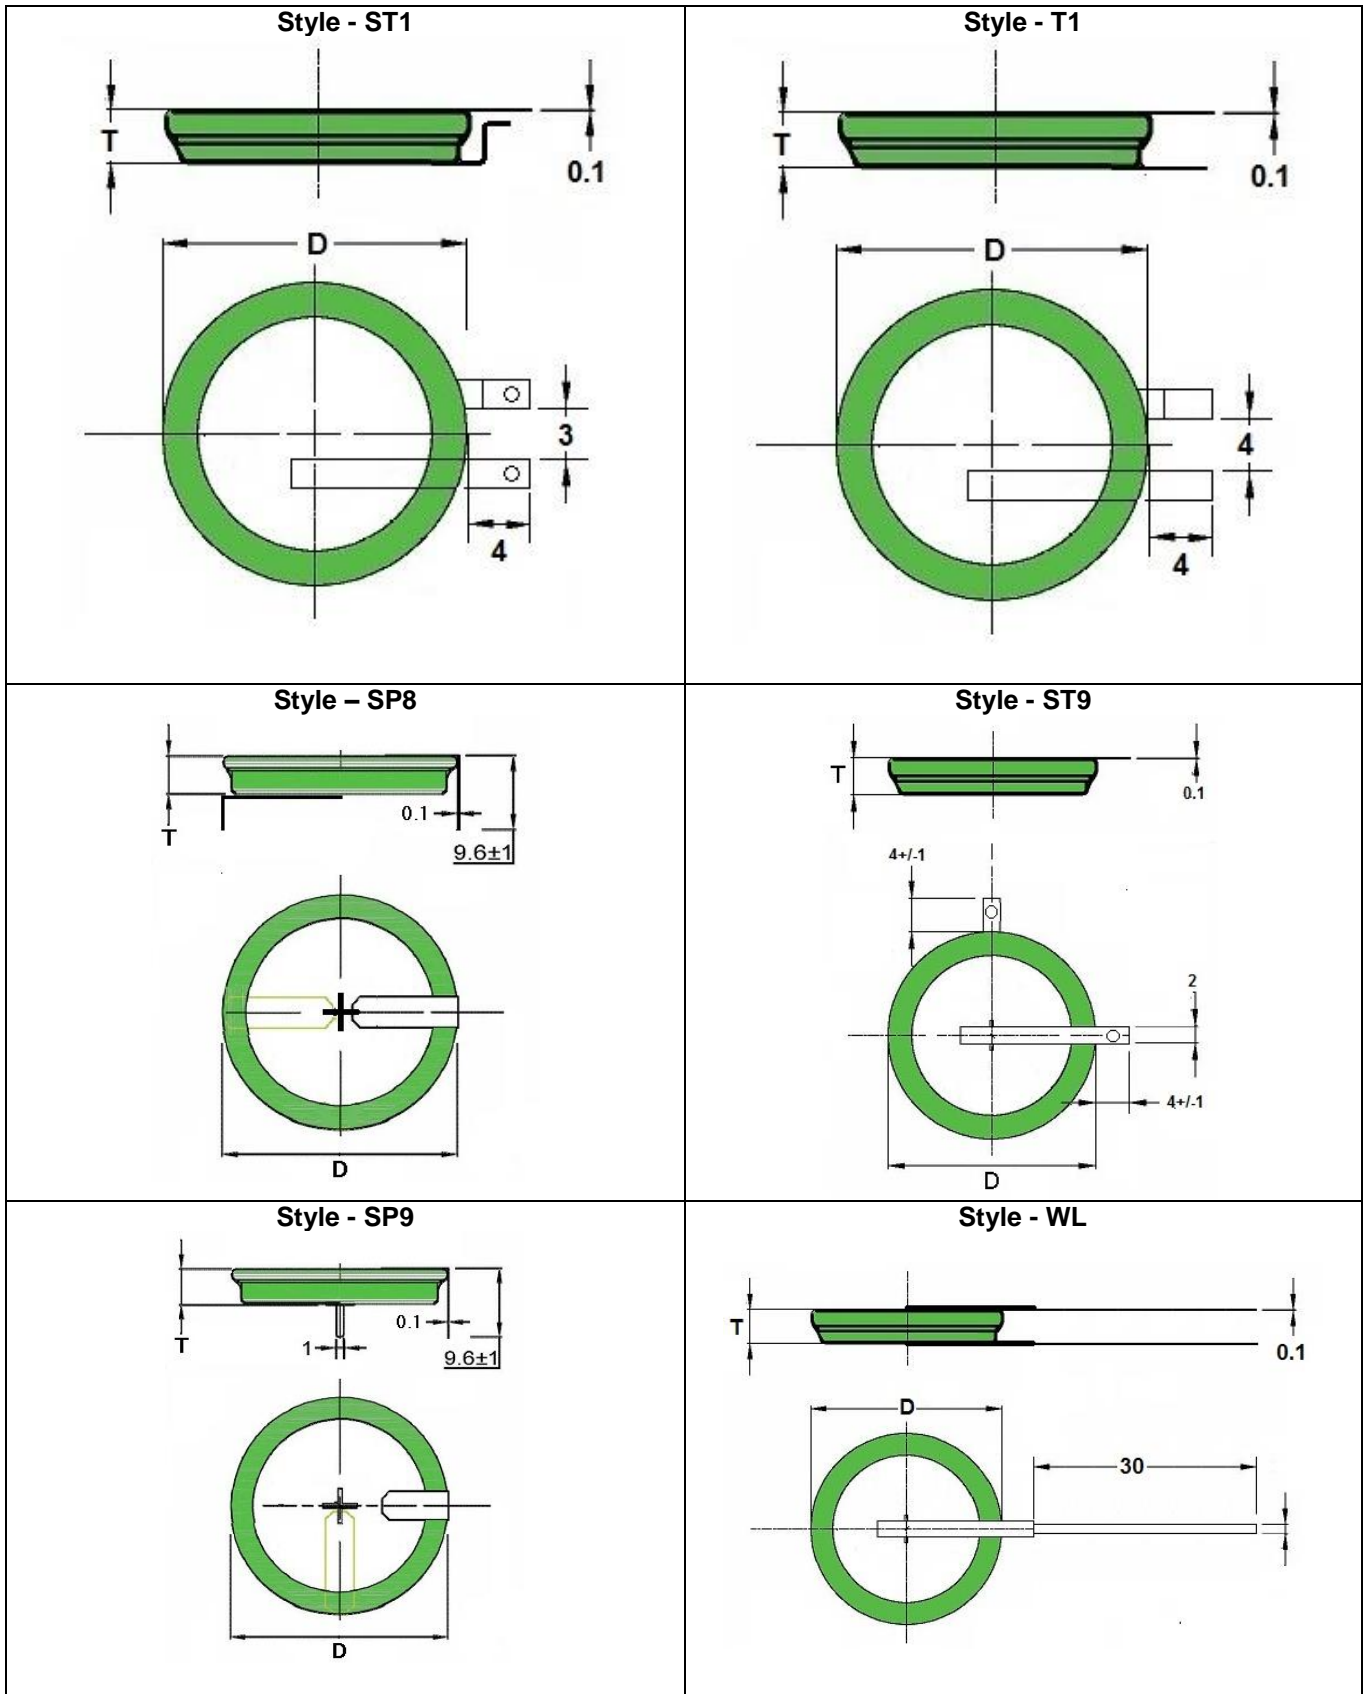 Style - ST1
T
0.1
D
3
4
Style - T1
T
0.1
D
4
4
Style – SP8
T
0.1
9.6±1
D
Style - ST9
T
0.1
4+/-1
2
4+/-1
D
Style - SP9
T
0.1
1
9.6±1
D
Style - WL
T
0.1
D
30